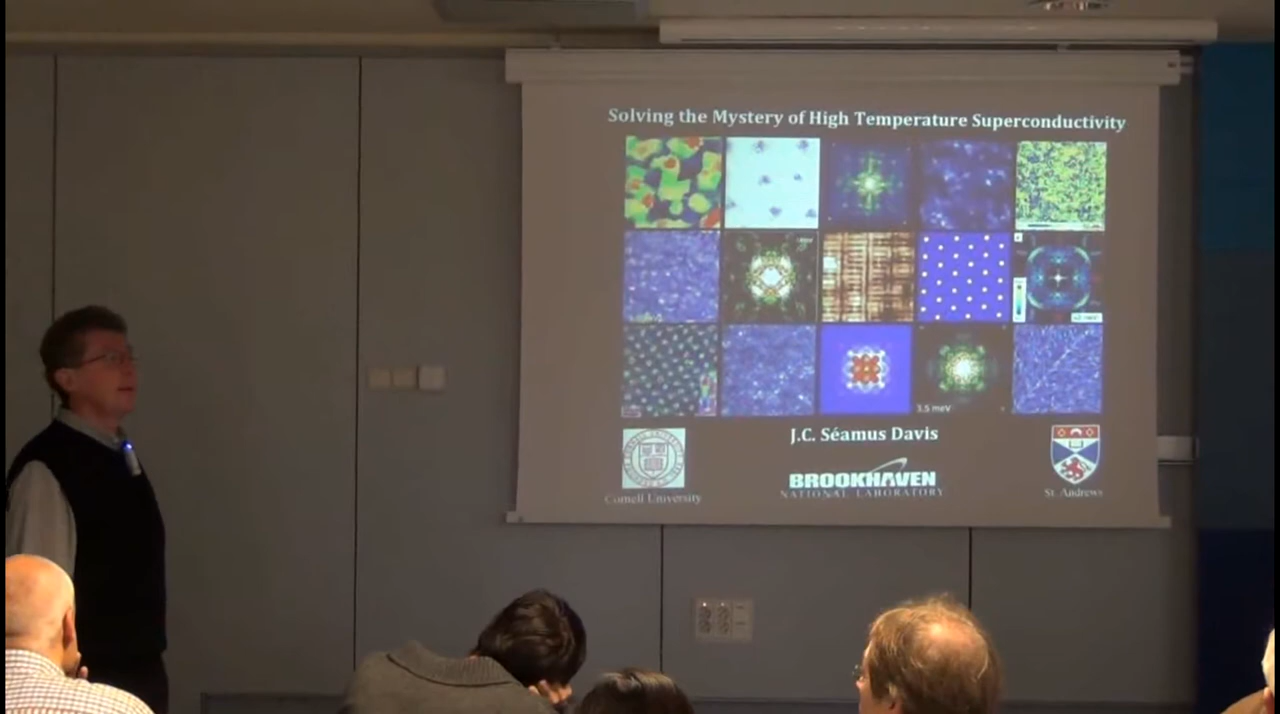 Solving the Mystery of High Temperature Superconductivity
3.5 meV
J.C. Séamus Davis
Cornell University
BROOKHAVEN
NATIONAL LABORATORY
St. Andrews